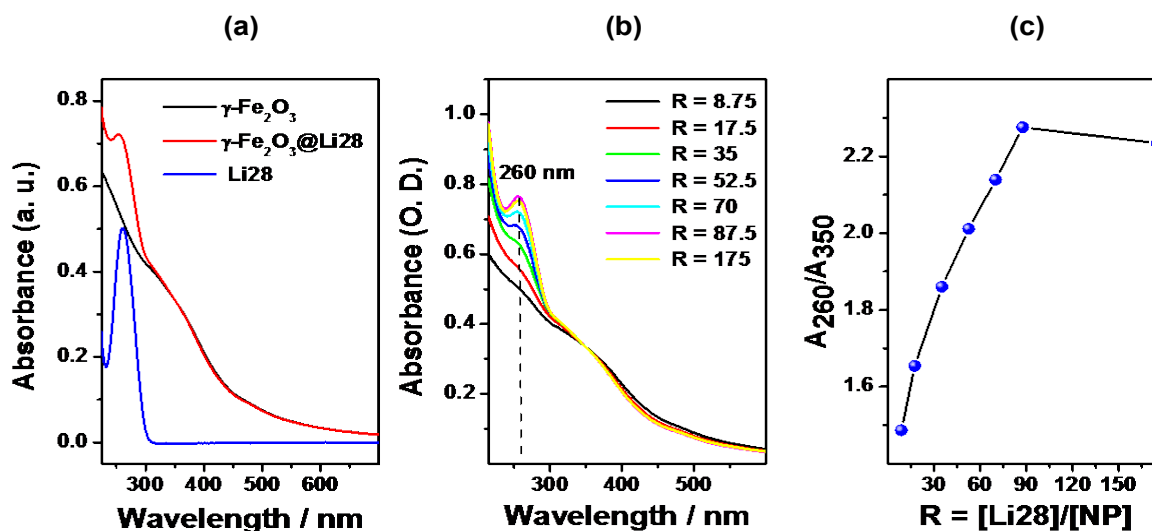 (a)
Absorbance (a. u.)
0.8
0.6
0.4
0.2
0.0
γ-Fe₂O₃
γ-Fe₂O₃@Li28
Li28
300 400 500 600
Wavelength / nm
(b)
Absorbance (O. D.)
1.0
0.8
0.6
0.4
0.2
R = 8.75
R = 17.5
R = 35
R = 52.5
R = 70
R = 87.5
R = 175
260 nm
300 400 500
Wavelength / nm
(c)
A₂₆₀/A₃₅₀
2.2
2.0
1.8
1.6
30 60 90 120 150
R = [Li28]/[NP]